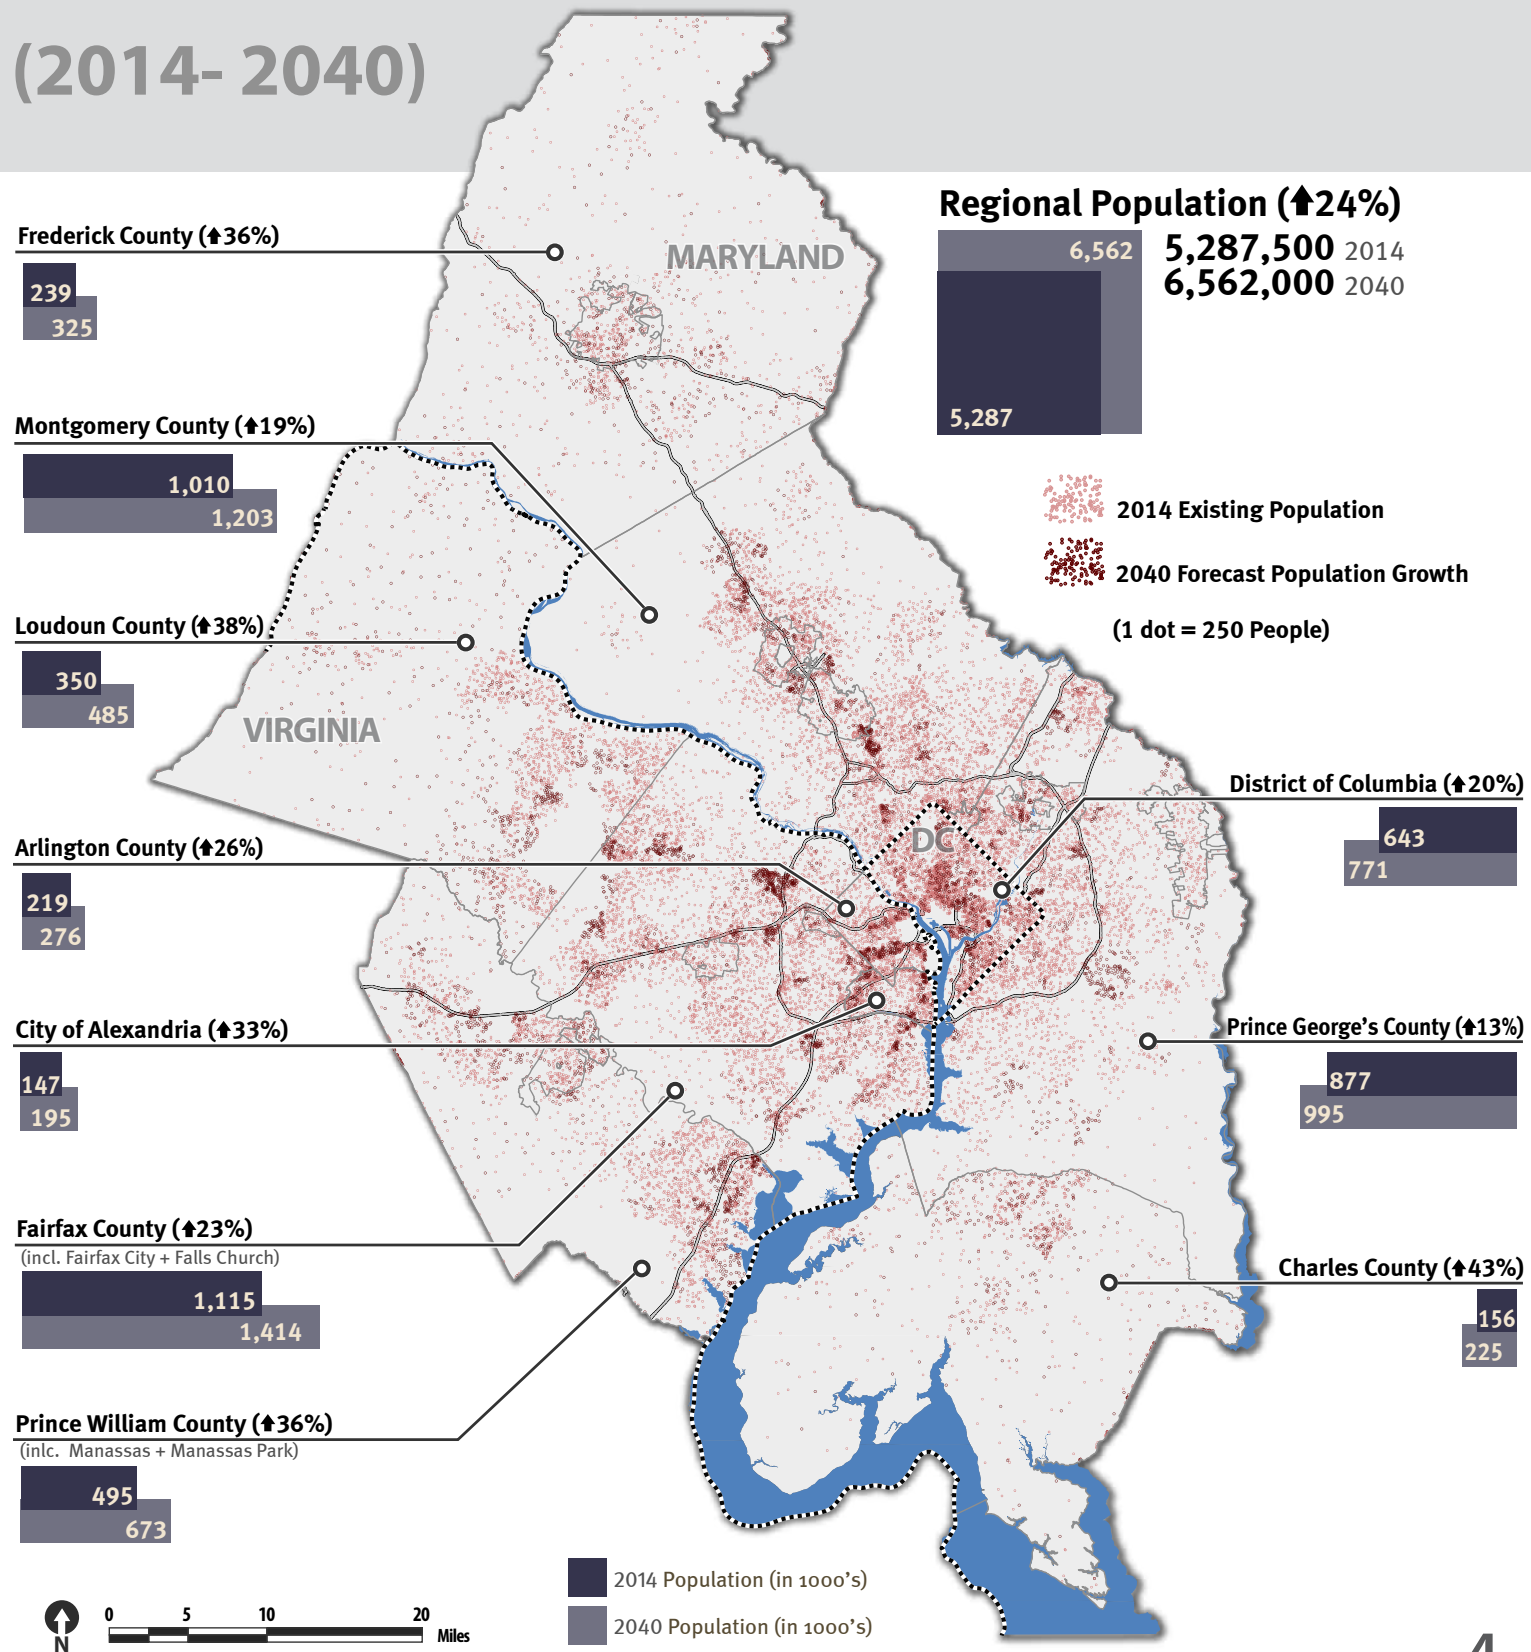 (2014- 2040)
Regional Population (⬆24%)
6,562
5,287,500 2014
6,562,000 2040
5,287
Frederick County (⬆36%)
239
325
MARYLAND
Montgomery County (⬆19%)
1,010
1,203
2014 Existing Population
2040 Forecast Population Growth
(1 dot = 250 People)
Loudoun County (⬆38%)
350
485
VIRGINIA
District of Columbia (⬆20%)
643
771
DC
Arlington County (⬆26%)
219
276
City of Alexandria (⬆33%)
147
195
Prince George's County (⬆13%)
877
995
Fairfax County (⬆23%)
(incl. Fairfax City + Falls Church)
1,115
1,414
Charles County (⬆43%)
156
225
Prince William County (⬆36%)
(inlc. Manassas + Manassas Park)
495
673
2014 Population (in 1000's)
2040 Population (in 1000's)
N
0 5 10 20
Miles
4